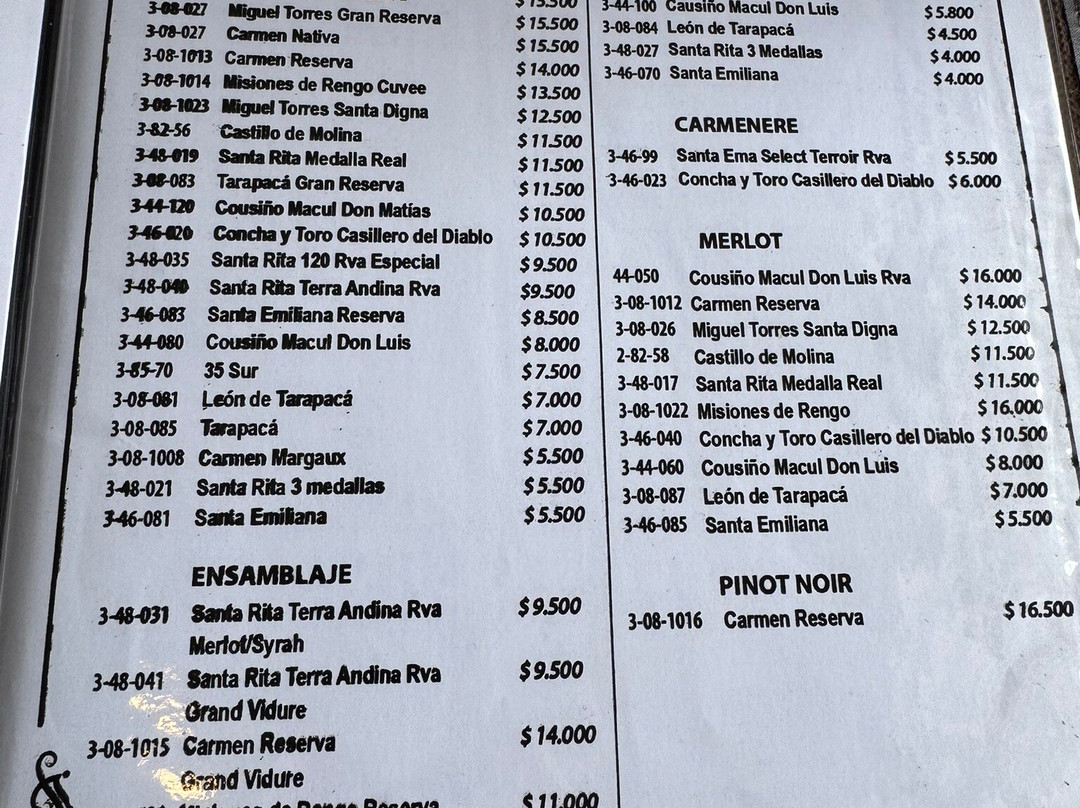 $ 15.500
3-08-027 Miguel Torres Gran Reserva $ 15.500
3-08-027 Carmen Nativa $ 15.500
3-08-1013 Carmen Reserva $ 14.000
3-08-1014 Misiones de Rengo Cuvee $ 13.500
3-08-1023 Miguel Torres Santa Digna $ 12.500
3-82-56 Castillo de Molina $ 11.500
3-48-019 Santa Rita Medalla Real $ 11.500
3-08-083 Tarapacá Gran Reserva $ 11.500
3-44-120 Cousiño Macul Don Matías $ 10.500
3-46-020 Concha y Toro Casillero del Diablo $ 10.500
3-48-035 Santa Rita 120 Rva Especial $ 9.500
3-48-040 Santa Rita Terra Andina Rva $9.500
3-46-083 Santa Emiliana Reserva $ 8.500
3-44-080 Cousiño Macul Don Luis $ 8.000
3-85-70 35 Sur $ 7.500
3-08-081 León de Tarapacá $ 7.000
3-08-085 Tarapacá $ 7.000
3-08-1008 Carmen Margaux $ 5.500
3-48-021 Santa Rita 3 medallas $ 5.500
3-46-081 Santa Emiliana $ 5.500
ENSAMBLAJE
3-48-031 Santa Rita Terra Andina Rva $ 9.500
Merlot/Syrah
3-48-041 Santa Rita Terra Andina Rva $ 9.500
Grand Vidure
3-08-1015 Carmen Reserva $ 14.000
Grand Vidure
de Rengo Reserva $ 11.000
3-44-100 Causiño Macul Don Luis $ 5.800
3-08-084 León de Tarapacá $ 4.500
3-48-027 Santa Rita 3 Medallas $ 4.000
3-46-070 Santa Emiliana $ 4.000
CARMENERE
3-46-99 Santa Ema Select Terroir Rva $ 5.500
3-46-023 Concha y Toro Casillero del Diablo $ 6.000
MERLOT
44-050 Cousiño Macul Don Luis Rva $ 16.000
3-08-1012 Carmen Reserva $ 14.000
3-08-026 Miguel Torres Santa Digna $ 12.500
2-82-58 Castillo de Molina $ 11.500
3-48-017 Santa Rita Medalla Real $ 11.500
3-08-1022 Misiones de Rengo $ 16.000
3-46-040 Concha y Toro Casillero del Diablo $ 10.500
3-44-060 Cousiño Macul Don Luis $ 8.000
3-08-087 León de Tarapacá $ 7.000
3-46-085 Santa Emiliana $ 5.500
PINOT NOIR
3-08-1016 Carmen Reserva $ 16.500